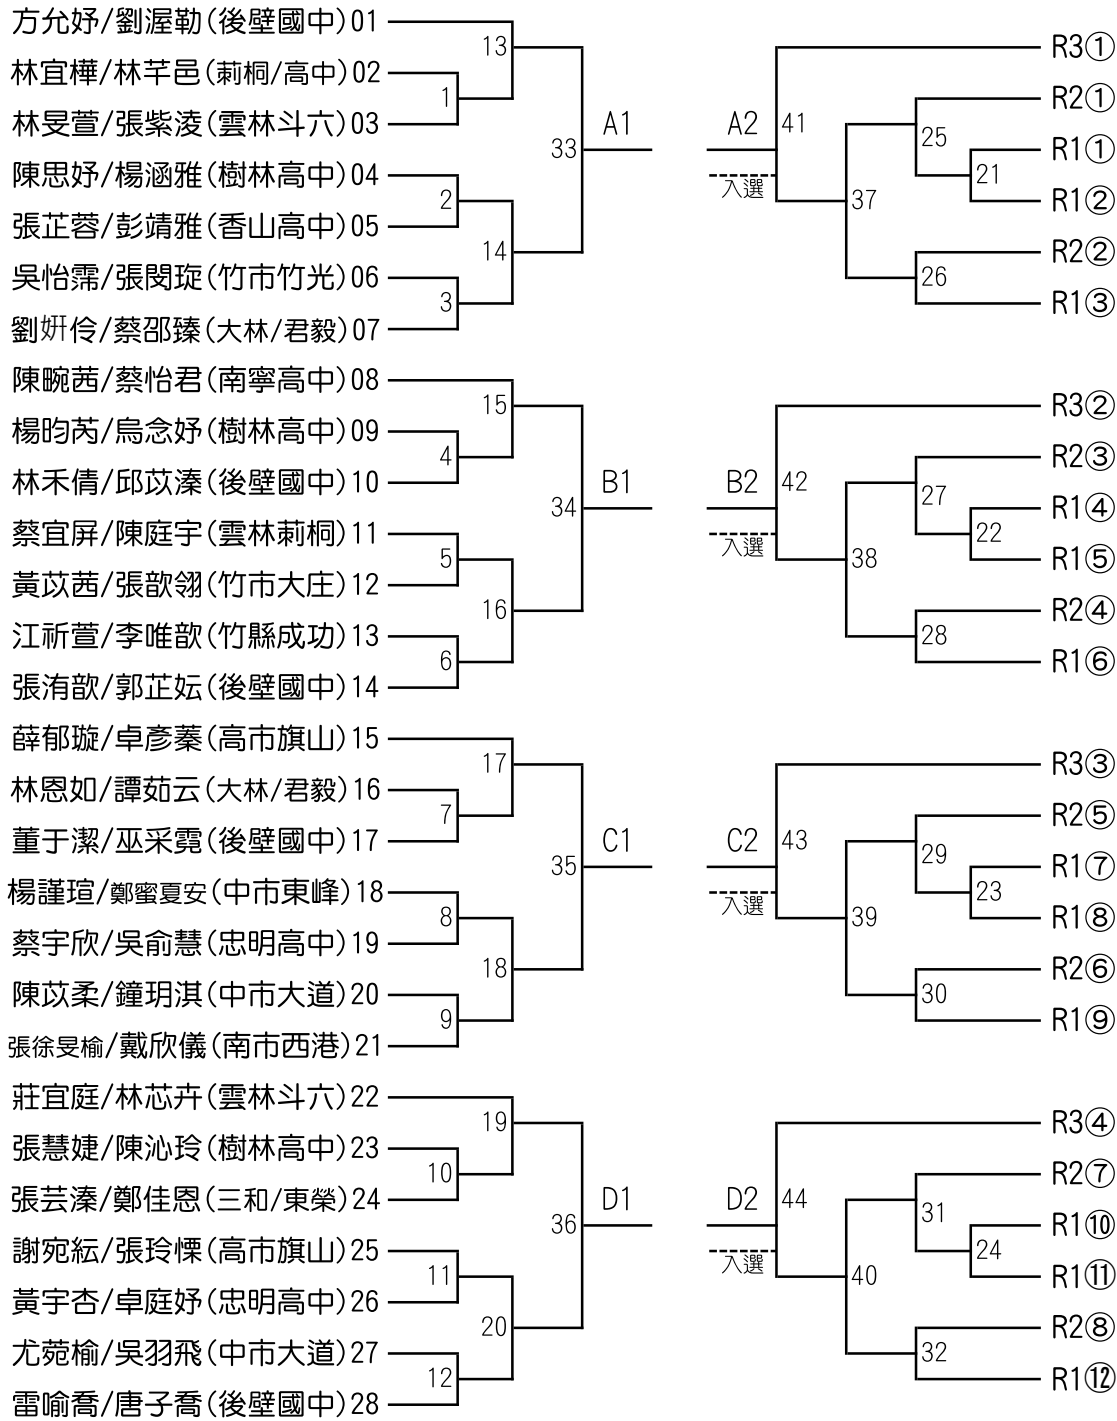 方允妤/劉渥勒(後壁國中)01
13
R3①
林宜樺/林芊邑(莿桐/高中)02
1
R2①
林旻萱/張紫淩(雲林斗六)03
33
A1
A2
41
25
R1①
陳思妤/楊涵雅(樹林高中)04
2
入選
37
21
R1②
張芷蓉/彭靖雅(香山高中)05
14
R2②
吳怡霈/張閔琁(竹市竹光)06
3
26
R1③
劉姸伶/蔡邵臻(大林/君毅)07
陳畹茜/蔡怡君(南寧高中)08
15
R3②
楊昀芮/烏念妤(樹林高中)09
4
R2③
林禾倩/邱苡溱(後壁國中)10
34
B1
B2
42
27
R1④
蔡宜屏/陳庭宇(雲林莿桐)11
5
入選
38
22
R1⑤
黃苡茜/張歆翎(竹市大庄)12
16
R2④
江祈萱/李唯歆(竹縣成功)13
6
28
R1⑥
張洧歆/郭芷妘(後壁國中)14
薛郁璇/卓彥蓁(高市旗山)15
17
R3③
林恩如/譚茹云(大林/君毅)16
7
R2⑤
董于潔/巫采霓(後壁國中)17
35
C1
C2
43
29
R1⑦
楊謹瑄/鄭蜜夏安(中市東峰)18
8
入選
39
23
R1⑧
蔡宇欣/吳俞慧(忠明高中)19
18
R2⑥
陳苡柔/鐘玥淇(中市大道)20
9
30
R1⑨
張徐旻榆/戴欣儀(南市西港)21
莊宜庭/林芯卉(雲林斗六)22
19
R3④
張慧婕/陳沁玲(樹林高中)23
10
R2⑦
張芸溱/鄭佳恩(三和/東榮)24
36
D1
D2
44
31
R1⑩
謝宛紜/張玲慄(高市旗山)25
11
入選
40
24
R1⑪
黃宇杏/卓庭妤(忠明高中)26
20
R2⑧
尤菀榆/吳羽飛(中市大道)27
12
32
R1⑫
雷喻喬/唐子喬(後壁國中)28